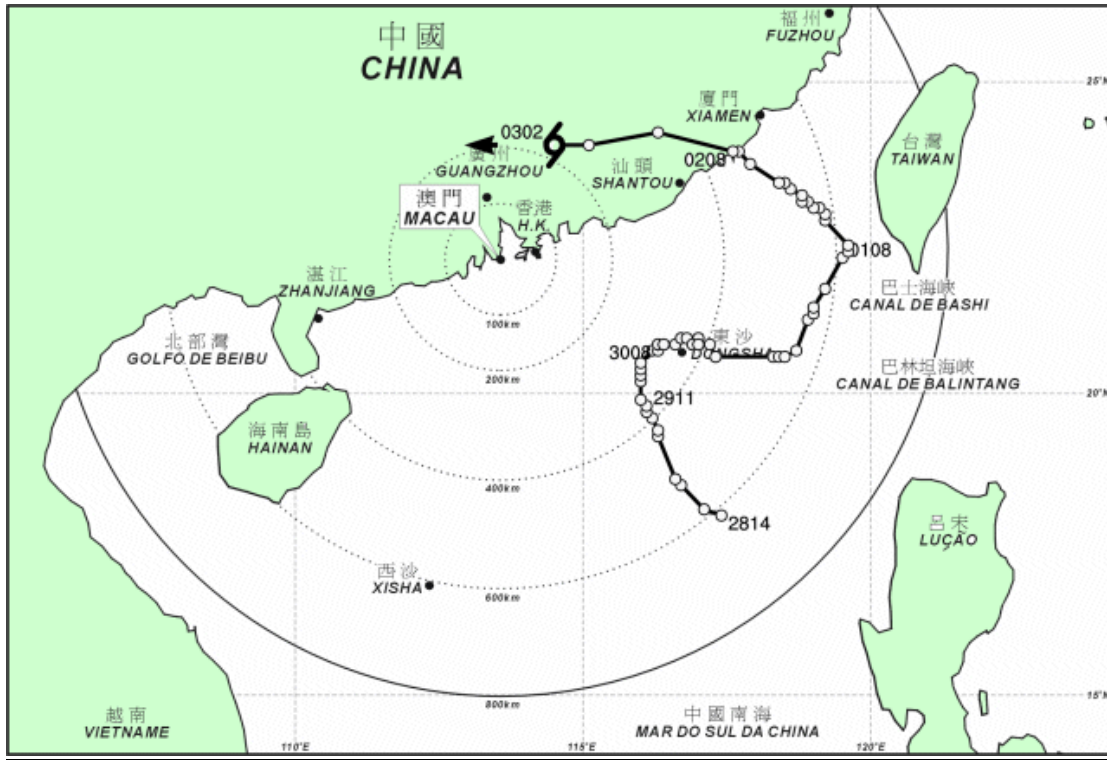 福州
FUZHOU
中國
CHINA
25°N
廈門
XIAMEN
0302
台灣
TAIWAN
廣州
GUANGZHOU
汕頭
SHANTOU
0208
澳門
MACAU
香港
H.K.
0108
湛江
ZHANJIANG
巴士海峽
CANAL DE BASHI
100km
北部灣
GOLFO DE BEIBU
東沙
DONGSHA
3008
200km
巴林坦海峽
CANAL DE BALINTANG
2911
20°N
海南島
HAINAN
400km
2814
呂宋
LUÇÃO
西沙
XISHA
600km
15°N
800km
越南
VIETNAME
中國南海
MAR DO SUL DA CHINA
110°E
115°E
120°E